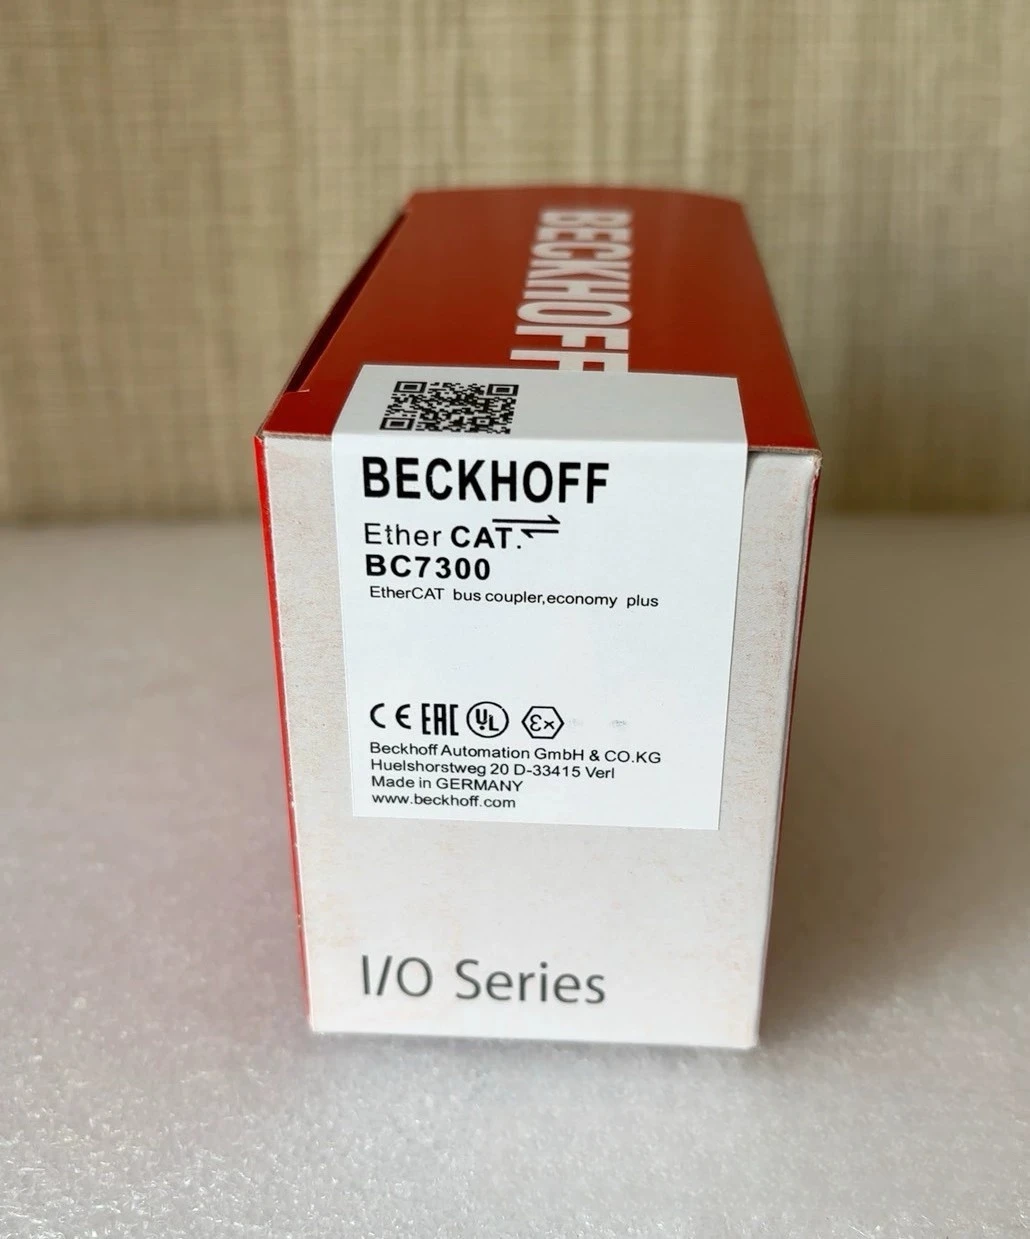 BECKHOFF
BECKHOFF
Ether CAT.
BC7300
EtherCAT bus coupler,economy plus
CE EAC UL Ex
Beckhoff Automation GmbH & CO.KG
Huelshorstweg 20 D-33415 Verl
Made in GERMANY
www.beckhoff.com
I/O Series